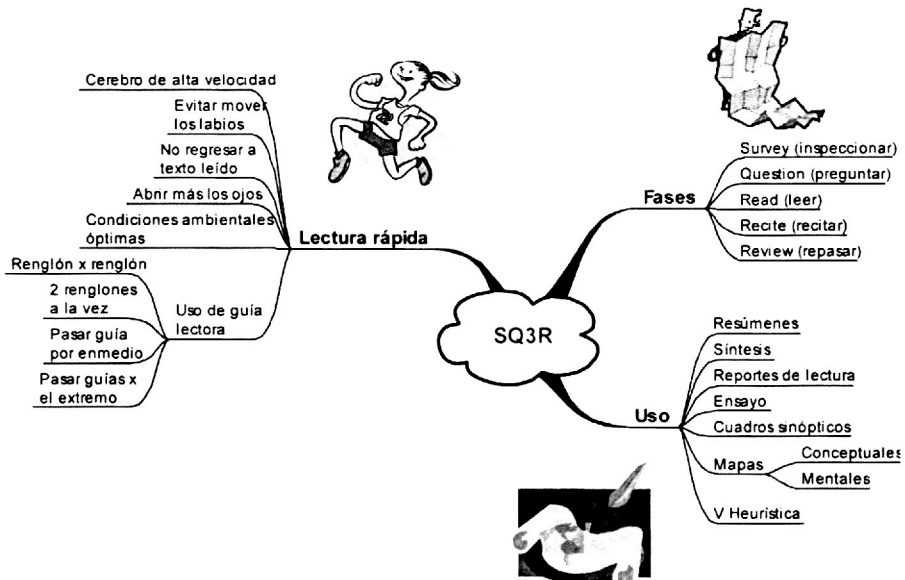 SQ3R
Fases
Survey (inspeccionar)
Question (preguntar)
Read (leer)
Recite (recitar)
Review (repasar)
Uso
Resúmenes
Síntesis
Reportes de lectura
Ensayo
Cuadros sinópticos
Mapas
Conceptuales
Mentales
V Heurística
Lectura rápida
Cerebro de alta velocidad
Evitar mover
los labios
No regresar a
texto leído
Abnr más los ojos
Condiciones ambientales
óptimas
Uso de guía
lectora
Renglón x renglón
2 renglones
a la vez
Pasar guía
por enmedio
Pasar guías x
el extremo